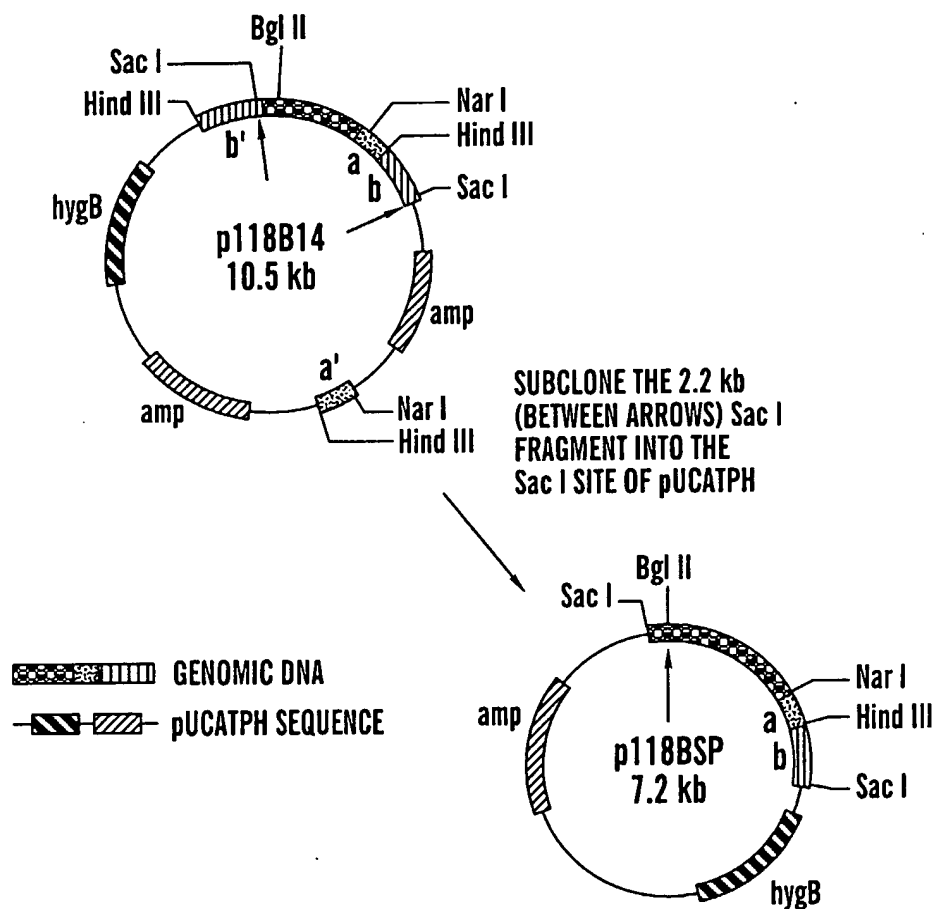 Bgl II
Sac I
Nar I
Hind III
Hind III
b'
a
b
Sac I
hygB
p118B14
10.5 kb
amp
a'
amp
Nar I
Hind III
SUBCLONE THE 2.2 kb
(BETWEEN ARROWS) Sac I
FRAGMENT INTO THE
Sac I SITE OF pUCATPH
Bgl II
Sac I
GENOMIC DNA
pUCATPH SEQUENCE
amp
Nar I
a
Hind III
b
p118BSP
7.2 kb
Sac I
hygB